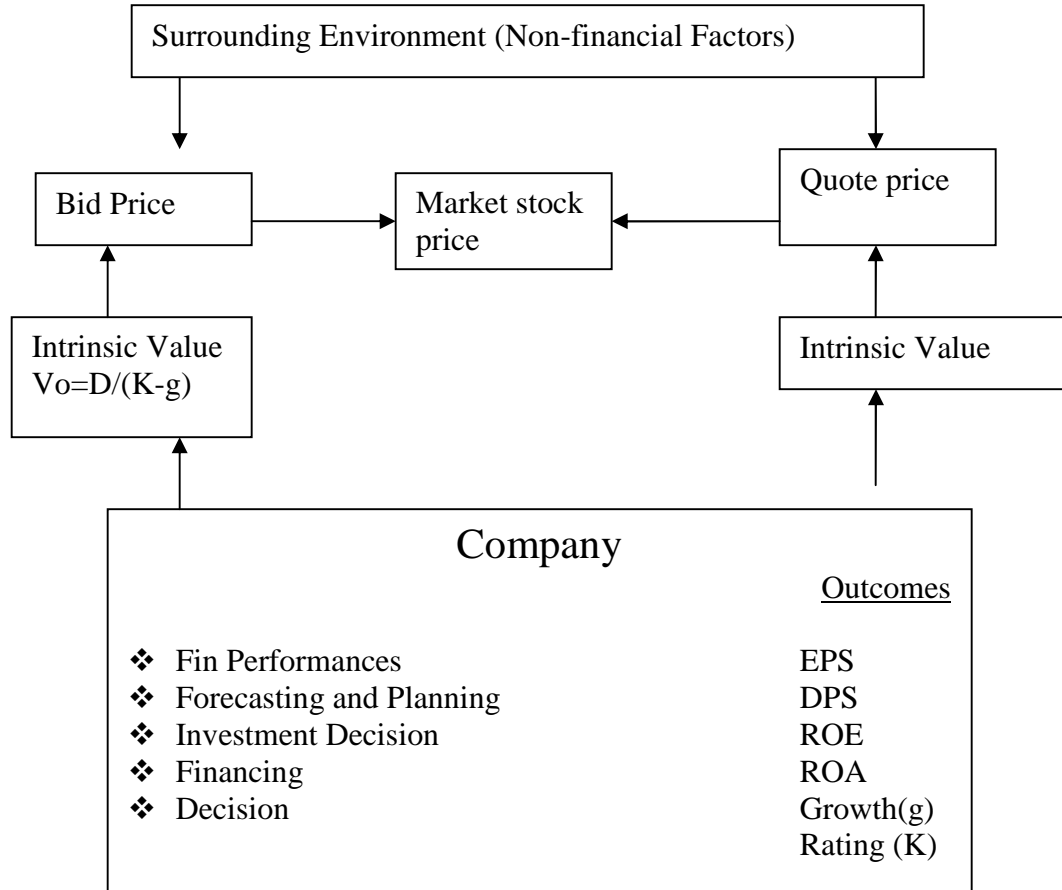 Surrounding Environment (Non-financial Factors)
Bid Price
Market stock
price
Quote price
Intrinsic Value
Vo=D/(K-g)
Intrinsic Value
Company
Outcomes
❖ Fin Performances EPS
❖ Forecasting and Planning DPS
❖ Investment Decision ROE
❖ Financing ROA
❖ Decision Growth(g)
Rating (K)